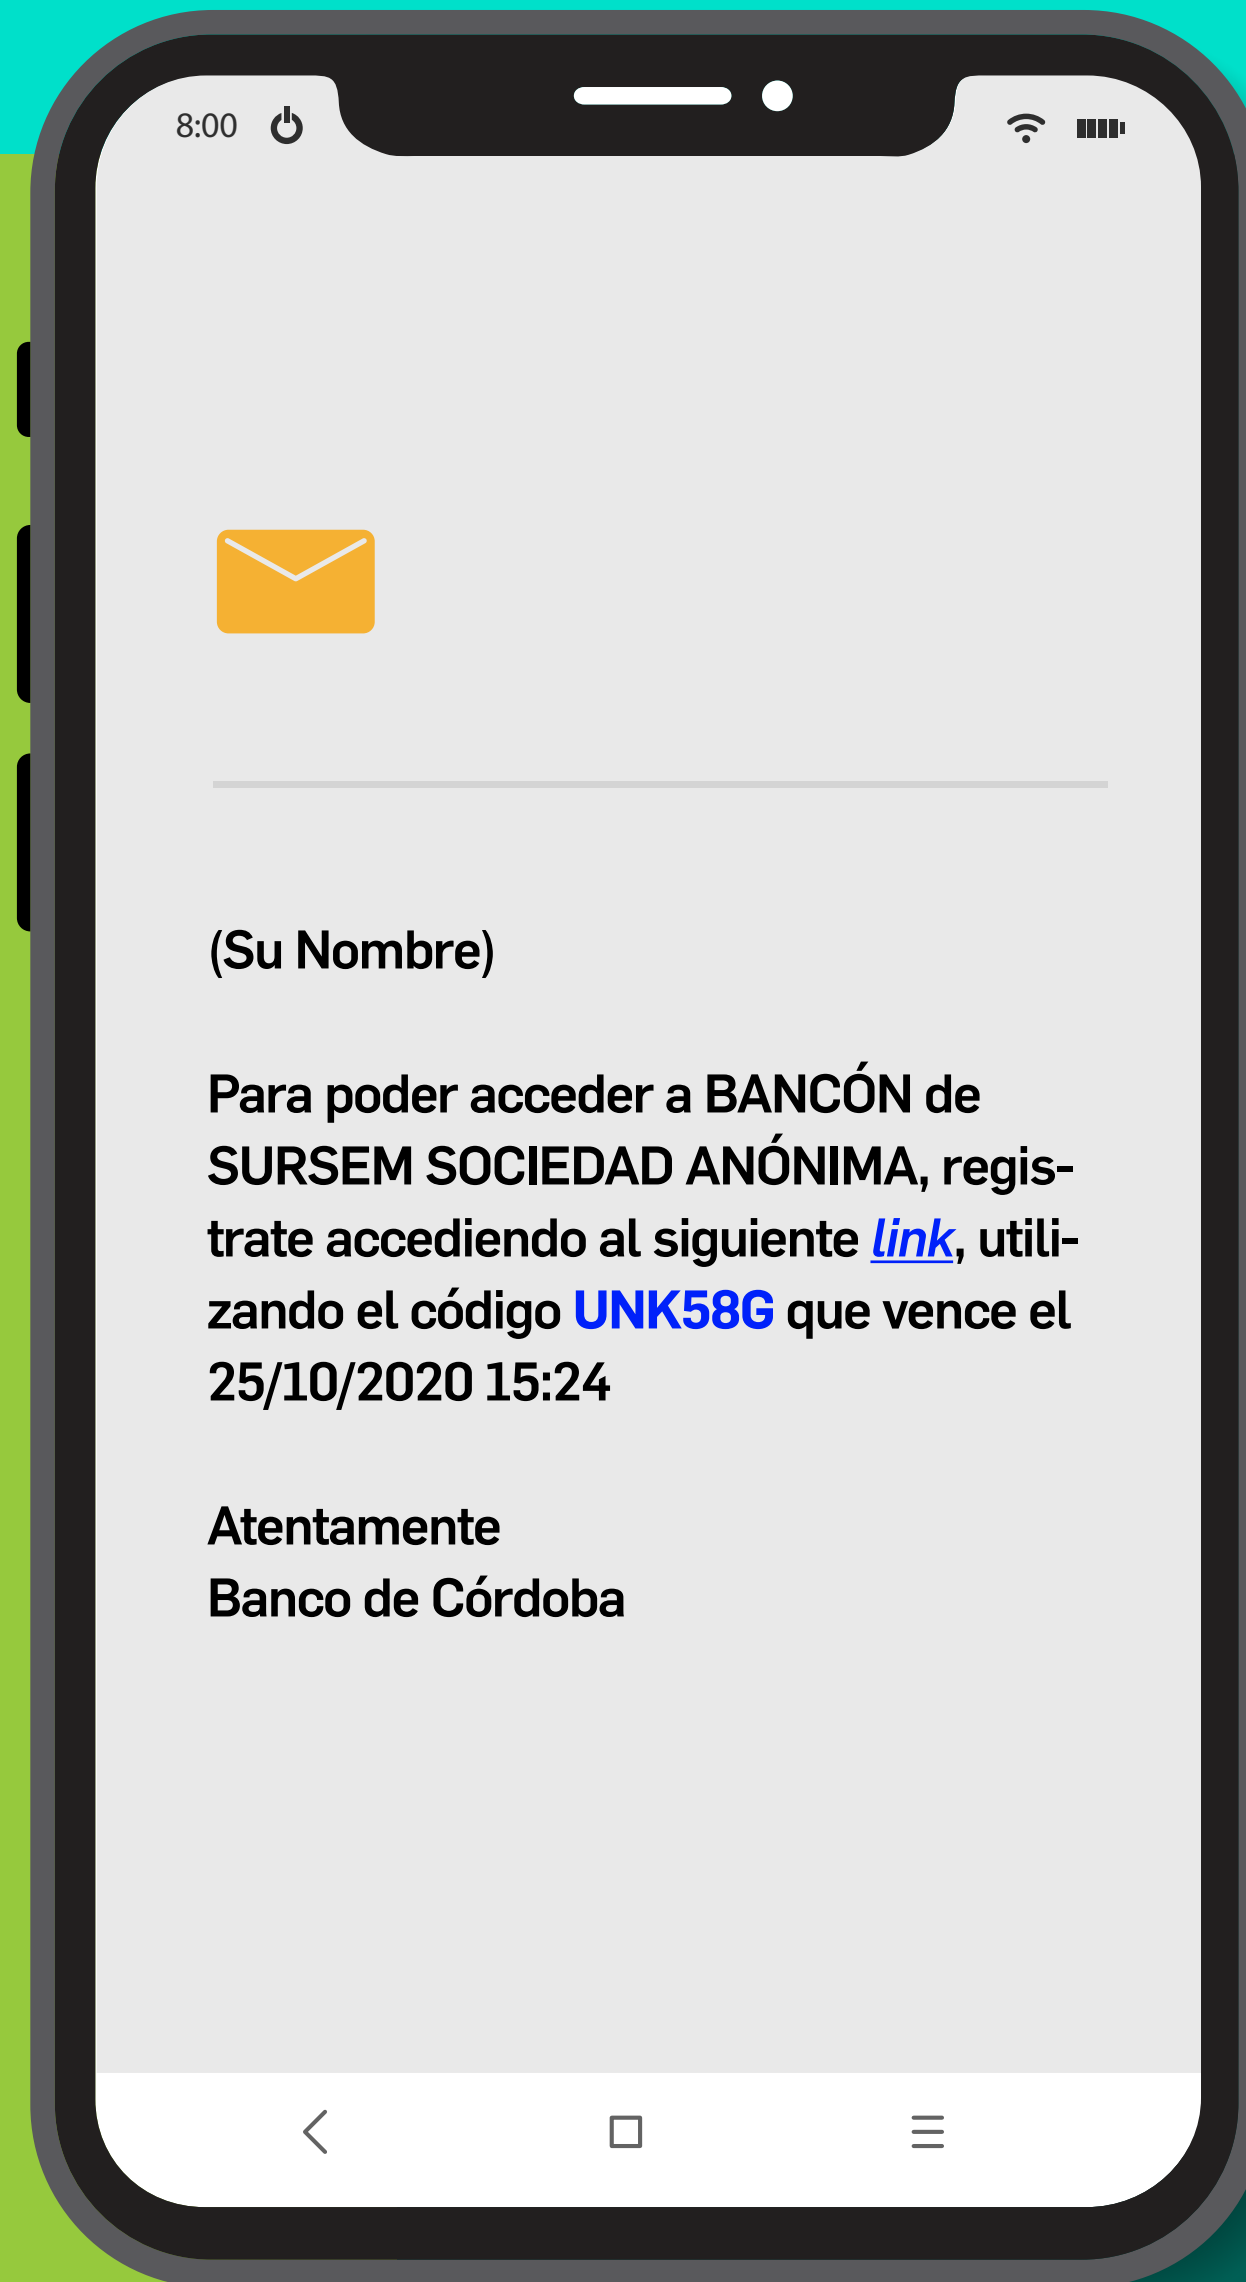 8:00
(Su Nombre)
Para poder acceder a BANCÓN de
SURSEM SOCIEDAD ANÓNIMA, regis-
trate accediendo al siguiente link, utili-
zando el código UNK58G que vence el
25/10/2020 15:24
Atentamente
Banco de Córdoba